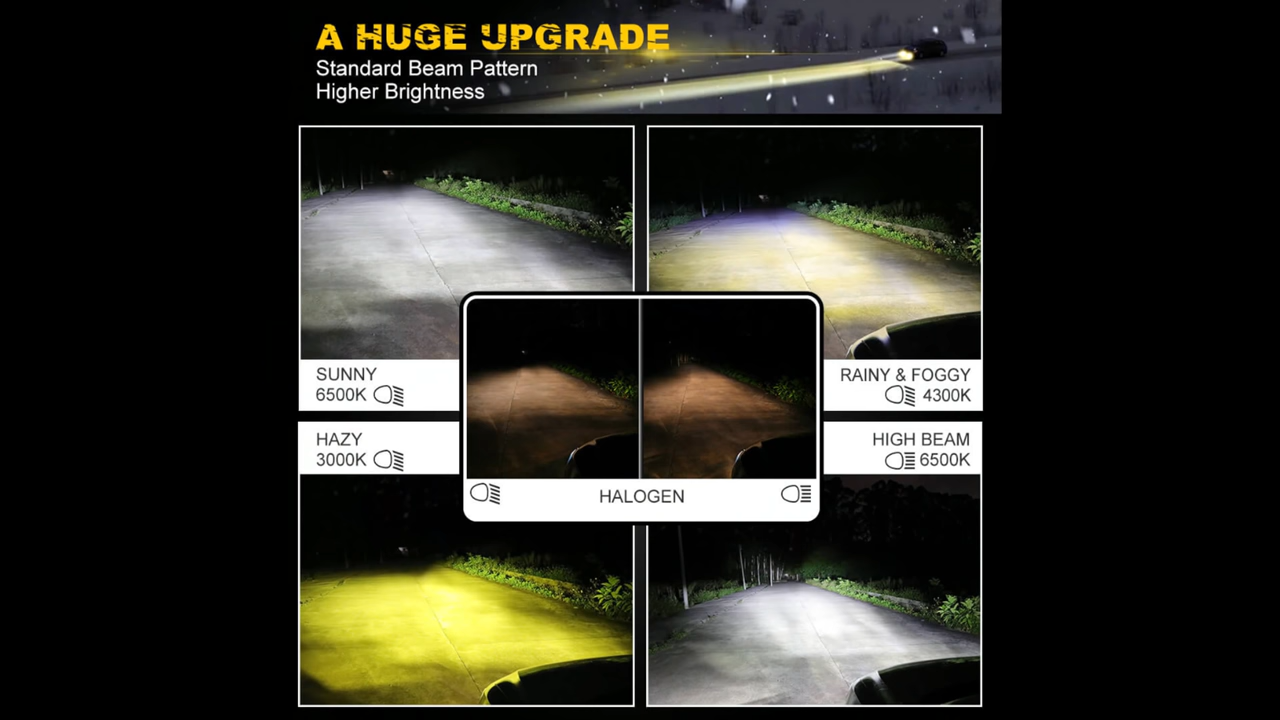 A HUGE UPGRADE
Standard Beam Pattern
Higher Brightness
SUNNY
6500K
RAINY & FOGGY
4300K
HAZY
3000K
HIGH BEAM
6500K
HALOGEN